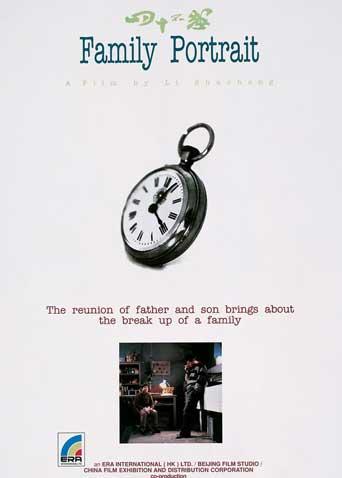 四十不惑
Family Portrait
A Film by Li Shaohong
The reunion of father and son brings about
the break up of a family
ERA
an ERA INTERNATIONAL ( HK ) LTD. / BEIJING FILM STUDIO /
CHINA FILM EXHIBITION AND DISTRIBUTION CORPORATION
co-production